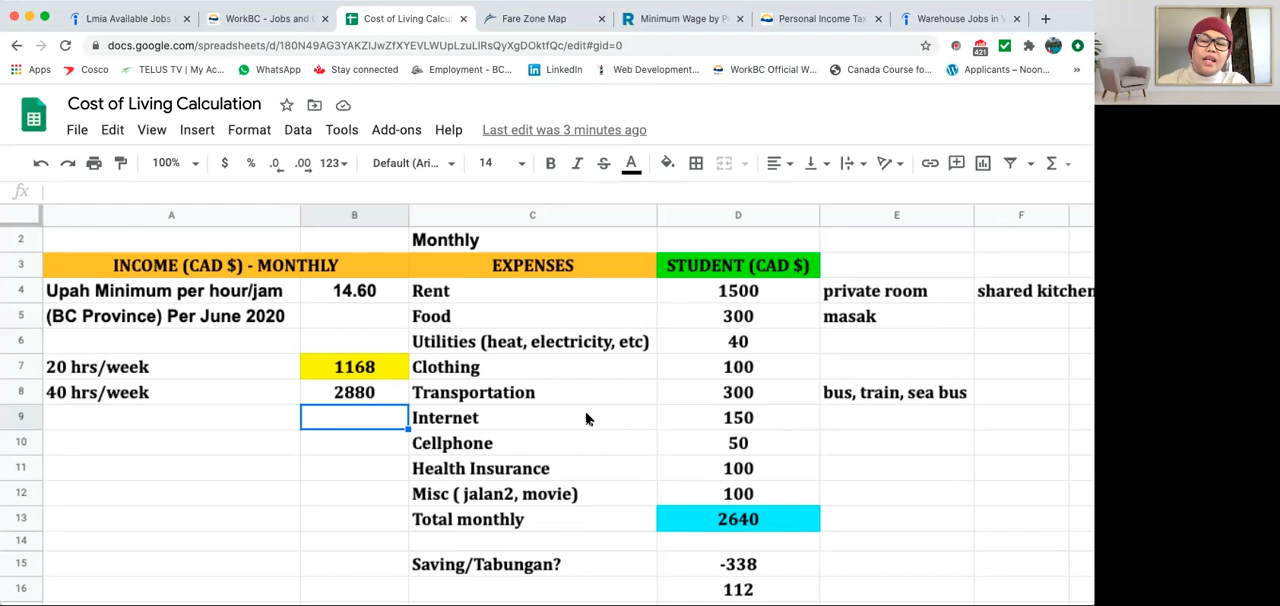 Lmia Available Jobs
WorkBC - Jobs and C
Cost of Living Calcul
Fare Zone Map
Minimum Wage by P
Personal Income Tax
Warehouse Jobs in V
docs.google.com/spreadsheets/d/180N49AG3YAKZIJwZfXYEVLWUpLzuLlRsQyXgDOktfQc/edit#gid=0
421
Apps
Cosco
TELUS TV | My Ac...
WhatsApp
Stay connected
Employment - BC...
LinkedIn
Web Development...
WorkBC Official W...
Canada Course fo...
Applicants – Noon...
Cost of Living Calculation
File Edit View Insert Format Data Tools Add-ons Help Last edit was 3 minutes ago
100% $ % .0 .00 123 Default (Ari... 14 B I S A
fx
A B C D E F
2 Monthly
3 INCOME (CAD $) - MONTHLY EXPENSES STUDENT (CAD $)
4 Upah Minimum per hour/jam 14.60 Rent 1500 private room shared kitchen
5 (BC Province) Per June 2020 Food 300 masak
6 Utilities (heat, electricity, etc) 40
7 20 hrs/week 1168 Clothing 100
8 40 hrs/week 2880 Transportation 300 bus, train, sea bus
9 Internet 150
10 Cellphone 50
11 Health Insurance 100
12 Misc ( jalan2, movie) 100
13 Total monthly 2640
14
15 Saving/Tabungan? -338
16 112